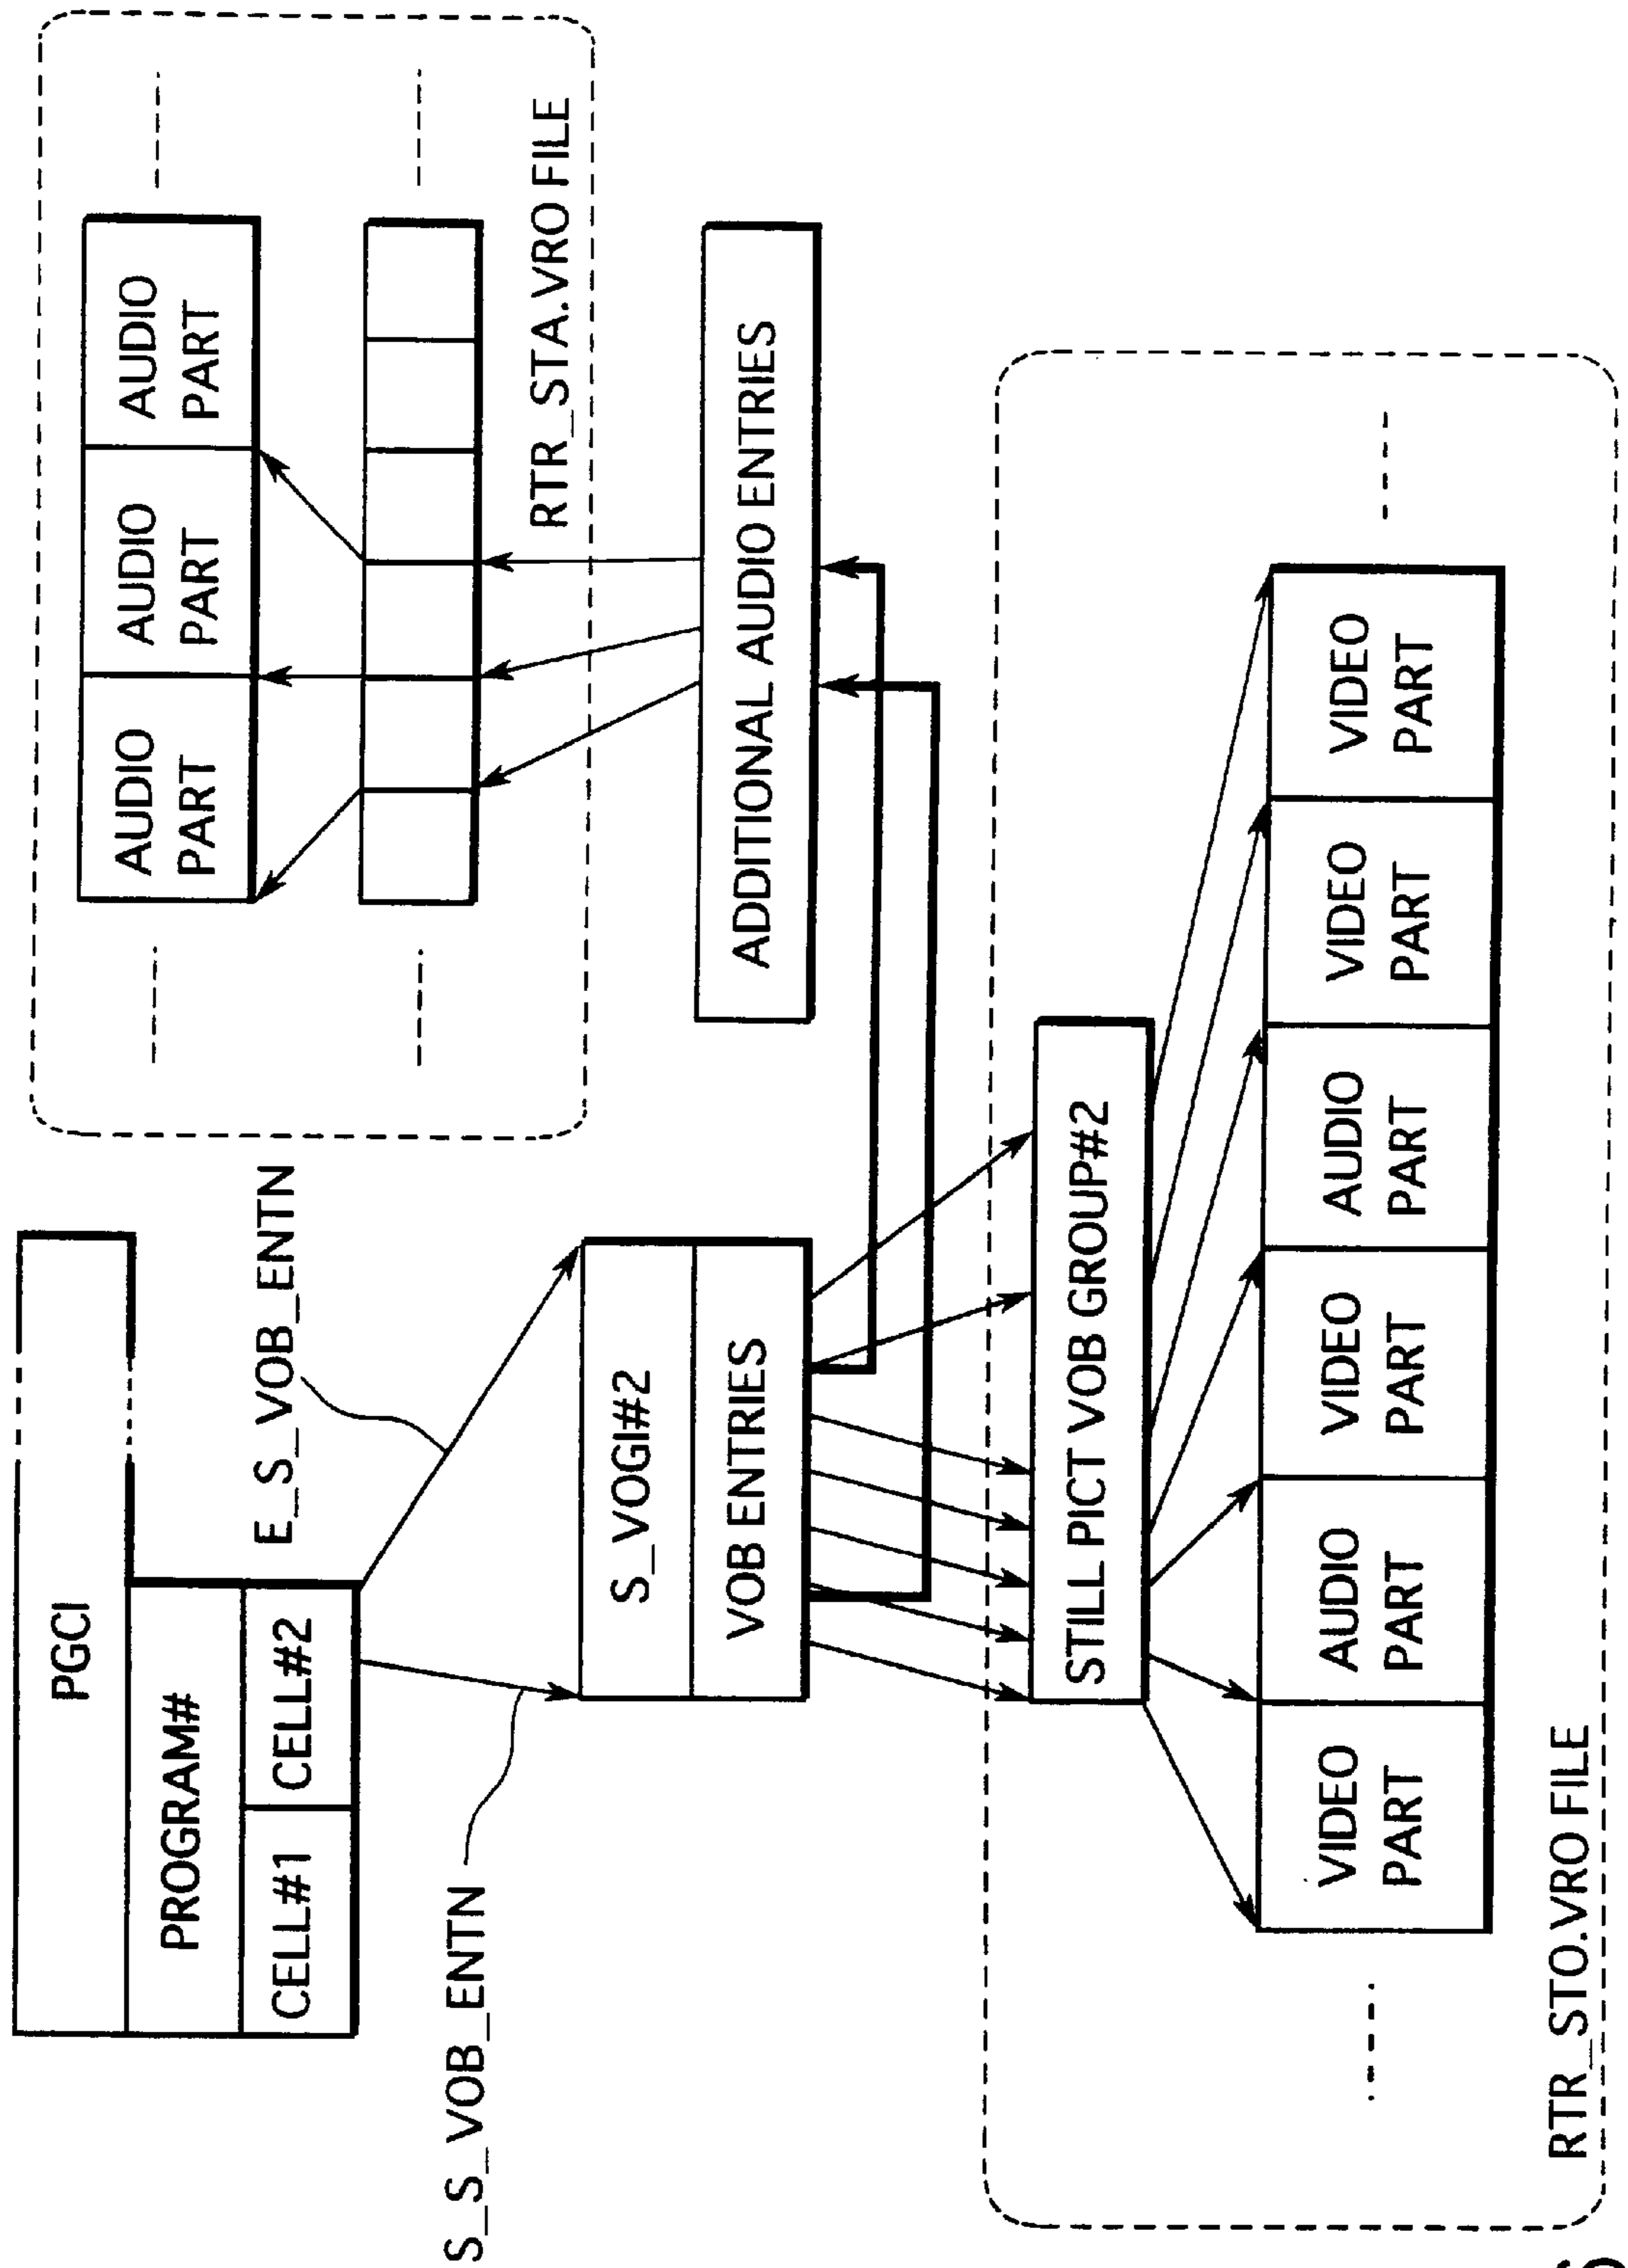 PGCI
PROGRAM#
CELL#1
CELL#2
E_S_VOB_ENTN
S_S_VOB_ENTN
S_VOGI#2
VOB ENTRIES
AUDIO
PART
AUDIO
PART
AUDIO
PART
RTR_STA.VRO FILE
ADDITIONAL AUDIO ENTRIES
STILL PICT VOB GROUP#2
VIDEO
PART
AUDIO
PART
VIDEO
PART
AUDIO
PART
VIDEO
PART
VIDEO
PART
RTR_STO.VRO FILE